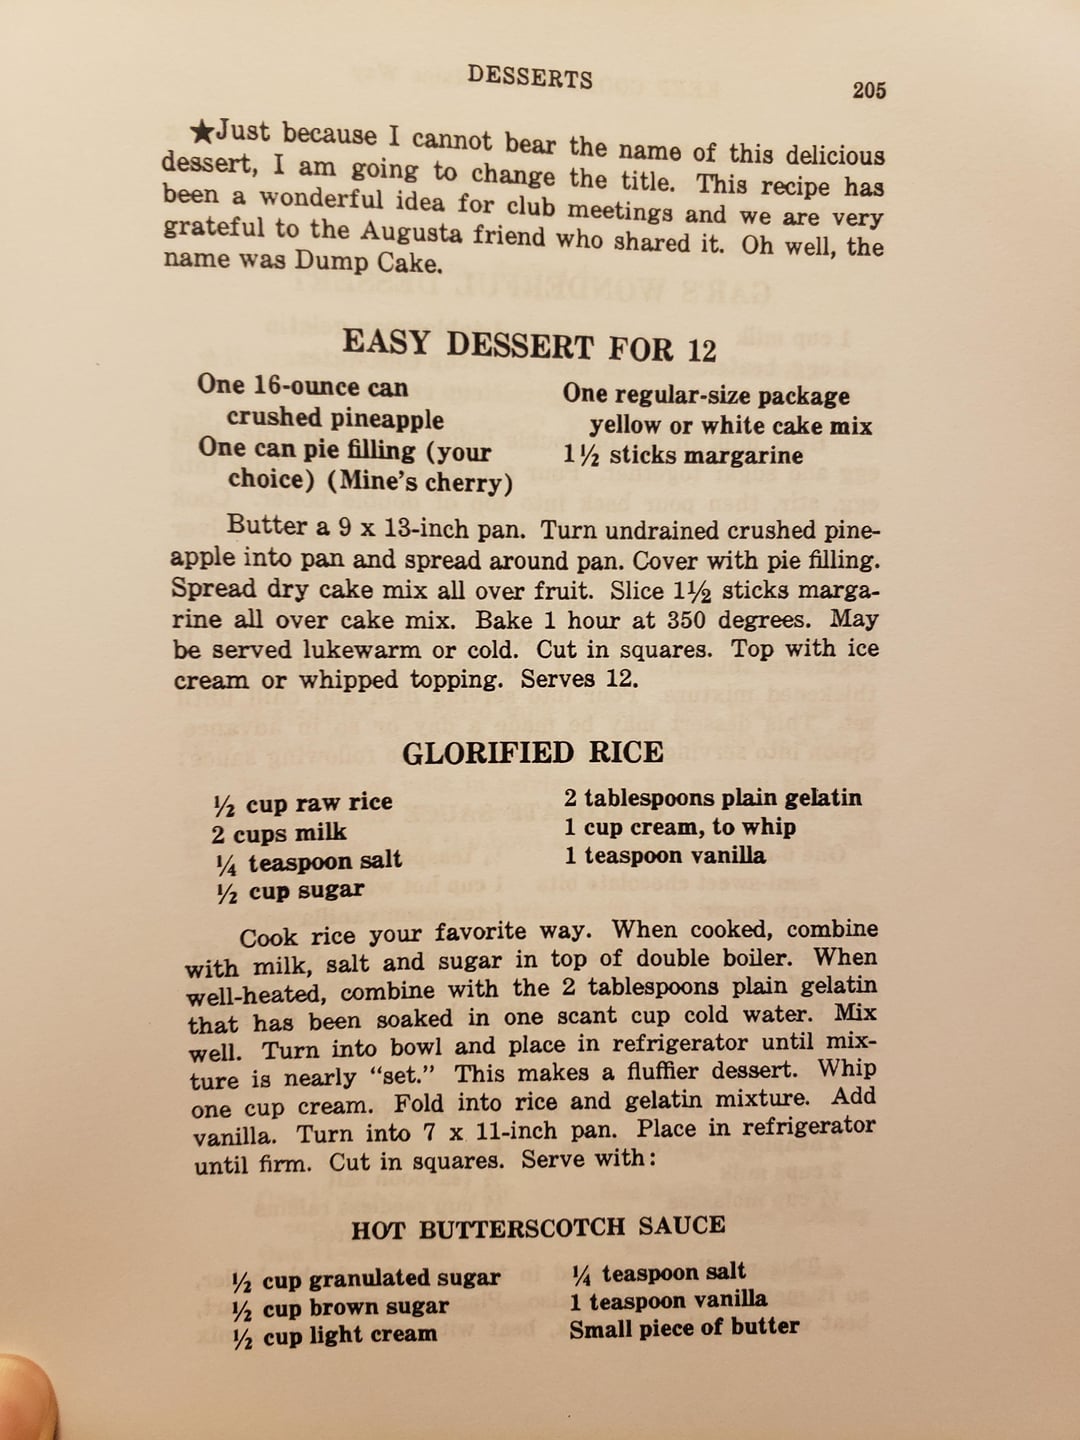 DESSERTS
205
★Just because I cannot bear the name of this delicious
dessert, I am going to change the title. This recipe has
been a wonderful idea for club meetings and we are very
grateful to the Augusta friend who shared it. Oh well, the
name was Dump Cake.
EASY DESSERT FOR 12
One 16-ounce can
crushed pineapple
One can pie filling (your
choice) (Mine's cherry)
One regular-size package
yellow or white cake mix
1½ sticks margarine
Butter a 9 x 13-inch pan. Turn undrained crushed pine-
apple into pan and spread around pan. Cover with pie filling.
Spread dry cake mix all over fruit. Slice 1½ sticks marga-
rine all over cake mix. Bake 1 hour at 350 degrees. May
be served lukewarm or cold. Cut in squares. Top with ice
cream or whipped topping. Serves 12.
GLORIFIED RICE
½ cup raw rice
2 cups milk
¼ teaspoon salt
½ cup sugar
2 tablespoons plain gelatin
1 cup cream, to whip
1 teaspoon vanilla
Cook rice your favorite way. When cooked, combine
with milk, salt and sugar in top of double boiler. When
well-heated, combine with the 2 tablespoons plain gelatin
that has been soaked in one scant cup cold water. Mix
well. Turn into bowl and place in refrigerator until mix-
ture is nearly "set." This makes a fluffier dessert. Whip
one cup cream. Fold into rice and gelatin mixture. Add
vanilla. Turn into 7 x 11-inch pan. Place in refrigerator
until firm. Cut in squares. Serve with:
HOT BUTTERSCOTCH SAUCE
½ cup granulated sugar
½ cup brown sugar
½ cup light cream
¼ teaspoon salt
1 teaspoon vanilla
Small piece of butter